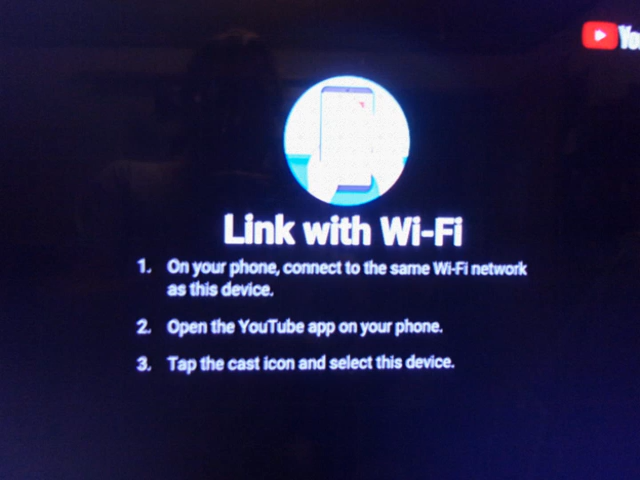 Yo
Link with Wi-Fi
1. On your phone, connect to the same Wi-Fi network
as this device.
2. Open the YouTube app on your phone.
3. Tap the cast icon and select this device.